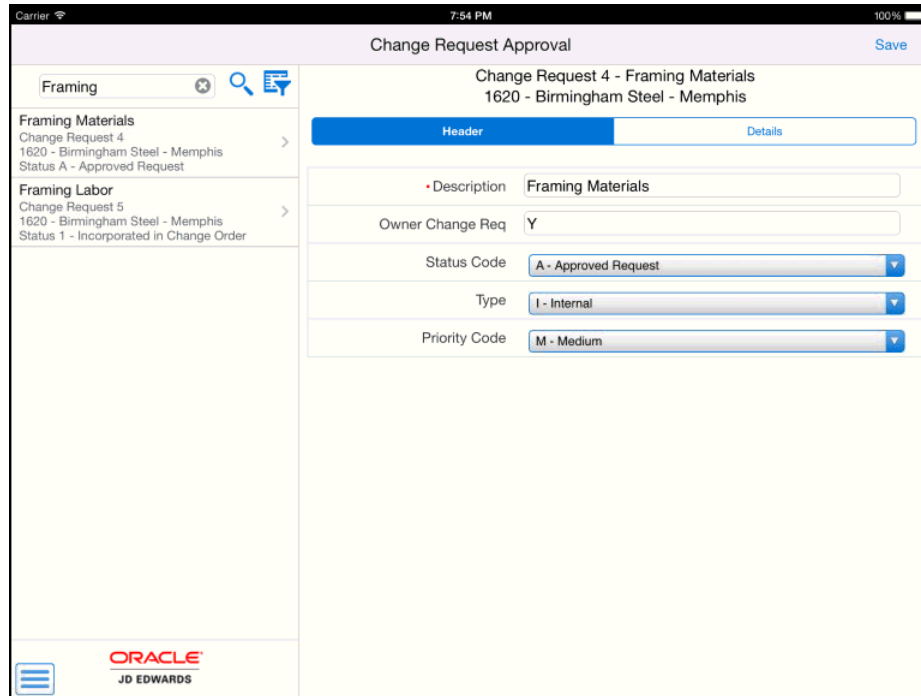 Carrier 7:54 PM 100%
Change Request Approval Save
Framing
Framing Materials
Change Request 4
1620 - Birmingham Steel - Memphis
Status A - Approved Request
Framing Labor
Change Request 5
1620 - Birmingham Steel - Memphis
Status 1 - Incorporated in Change Order
ORACLE
JD EDWARDS
Change Request 4 - Framing Materials
1620 - Birmingham Steel - Memphis
Header Details
•Description Framing Materials
Owner Change Req Y
Status Code A - Approved Request
Type I - Internal
Priority Code M - Medium